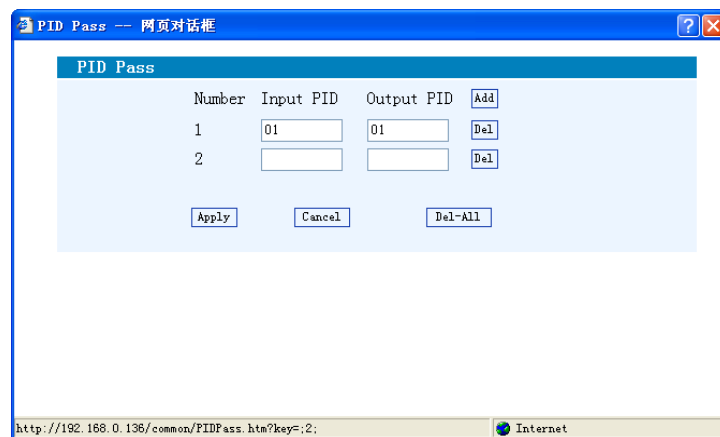 PID Pass -- 网页对话框
PID Pass
Number Input PID Output PID Add
1 01 01 Del
2 Del
Apply Cancel Del-All
http://192.168.0.136/common/PIDPass.htm?key=;2; Internet